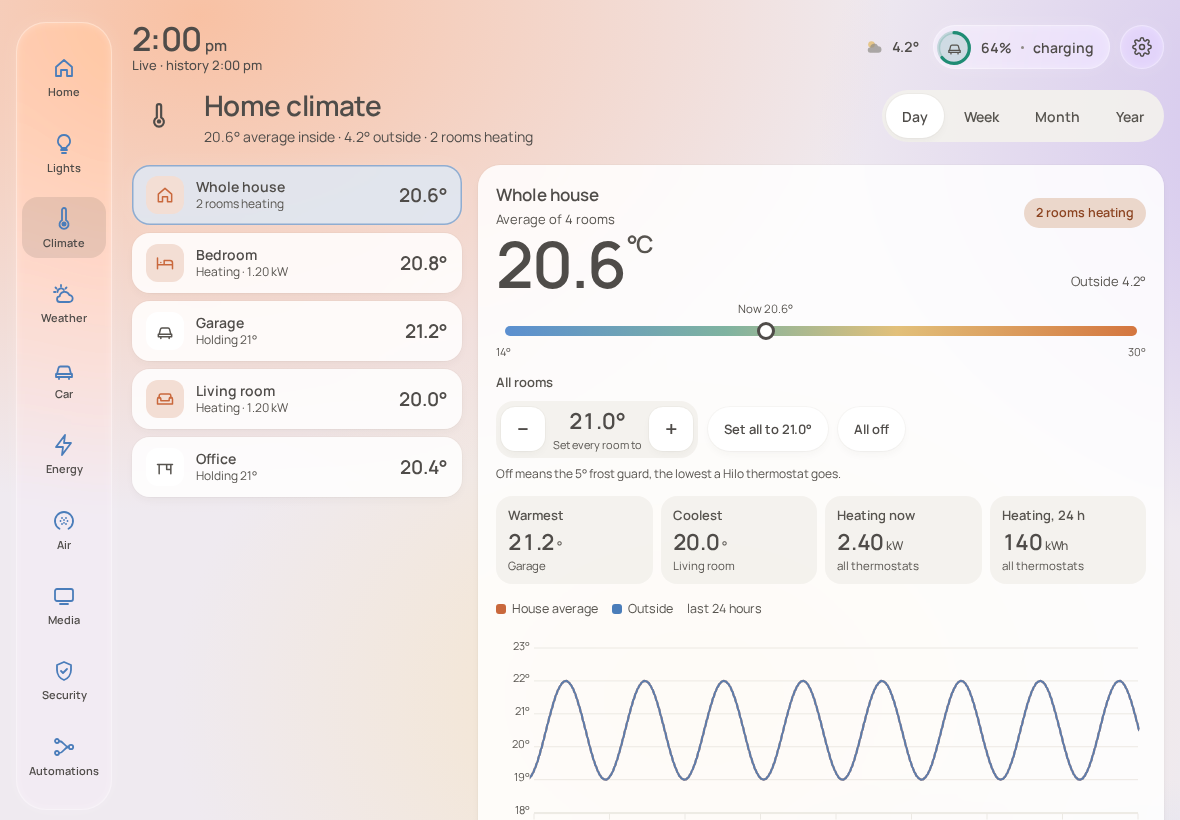 2:00 pm
Live · history 2:00 pm
4.2°
64% • charging
Home
Lights
Climate
Weather
Car
Energy
Air
Media
Security
Automations
Home climate
20.6° average inside · 4.2° outside · 2 rooms heating
Day Week Month Year
Whole house
2 rooms heating
20.6°
Bedroom
Heating · 1.20 kW
20.8°
Garage
Holding 21°
21.2°
Living room
Heating · 1.20 kW
20.0°
Office
Holding 21°
20.4°
Whole house
Average of 4 rooms
20.6 °C
2 rooms heating
Outside 4.2°
Now 20.6°
14° 30°
All rooms
− 21.0° +
Set every room to
Set all to 21.0°
All off
Off means the 5° frost guard, the lowest a Hilo thermostat goes.
Warmest
21.2 °
Garage
Coolest
20.0 °
Living room
Heating now
2.40 kW
all thermostats
Heating, 24 h
140 kWh
all thermostats
House average Outside last 24 hours
23°
22°
21°
20°
19°
18°